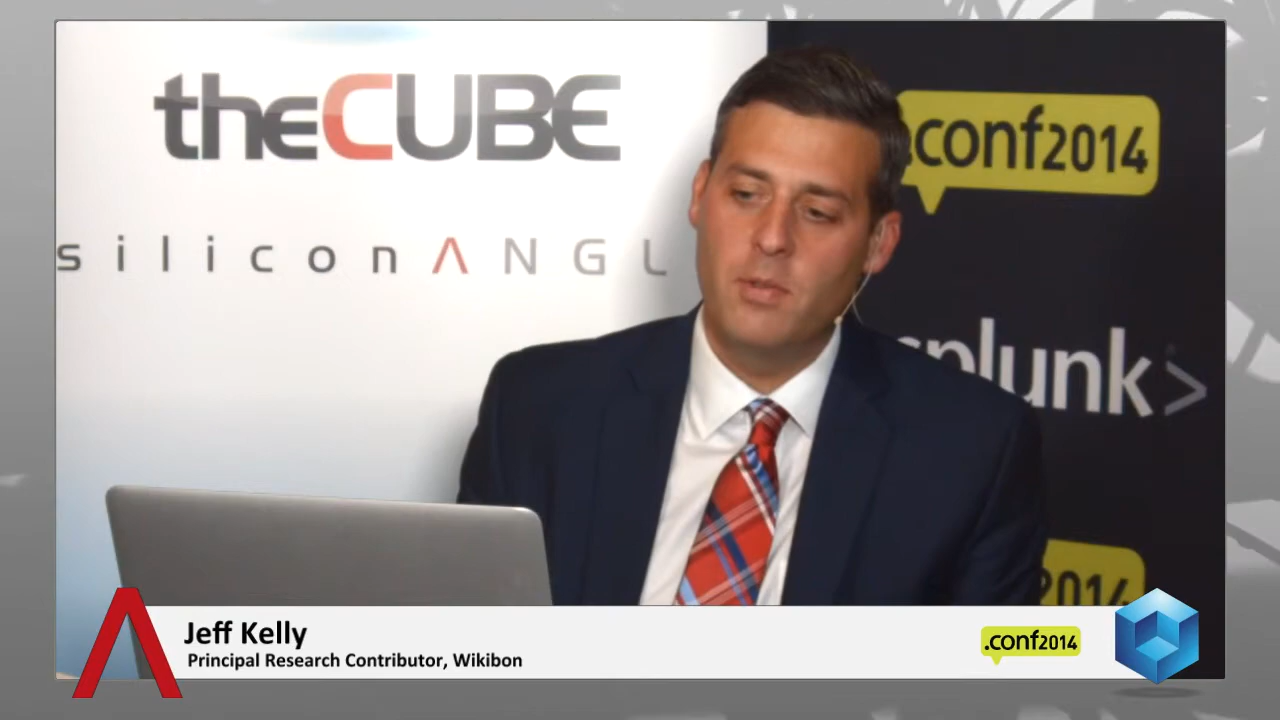 theCUBE
siliconANGL
.conf2014
splunk>
2014
Jeff Kelly
Principal Research Contributor, Wikibon
.conf2014